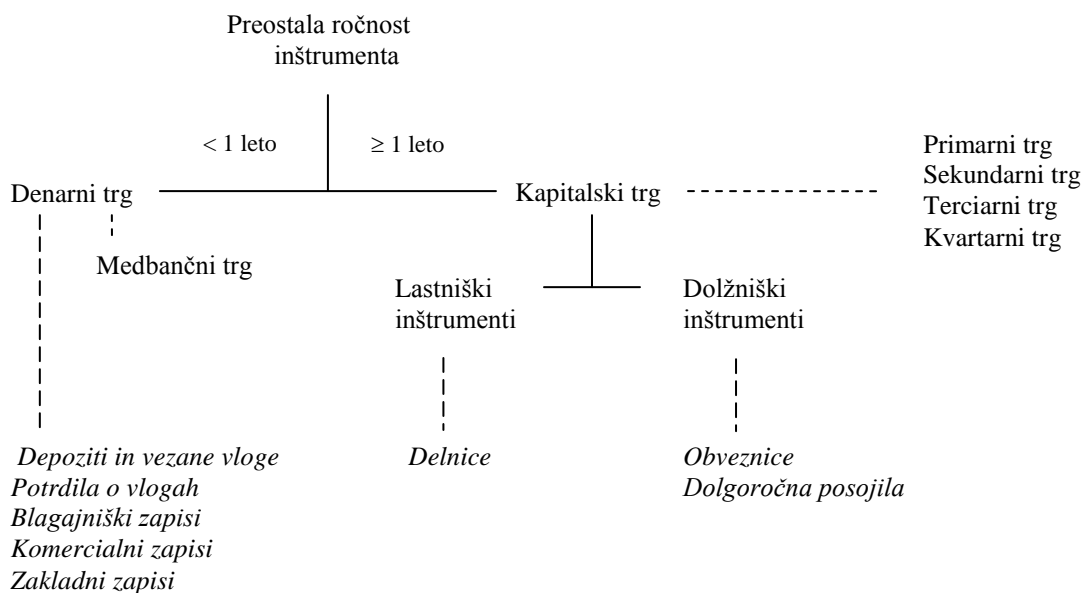 Preostala ročnost
inštrumenta
< 1 leto
≥ 1 leto
Primarni trg
Sekundarni trg
Terciarni trg
Kvartarni trg
Denarni trg
Kapitalski trg
Medbančni trg
Lastniški
inštrumenti
Dolžniški
inštrumenti
Depoziti in vezane vloge
Potrdila o vlogah
Blagajniški zapisi
Komercialni zapisi
Zakladni zapisi
Delnice
Obveznice
Dolgoročna posojila